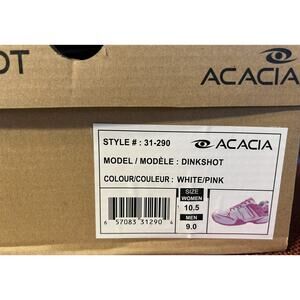 OT
ACACIA
STYLE # : 31-290
ACACIA
MODEL / MODÈLE : DINKSHOT
COLOUR/COULEUR : WHITE/PINK
SIZE
WOMEN
10.5
MEN
9.0
6 57083 31290 4